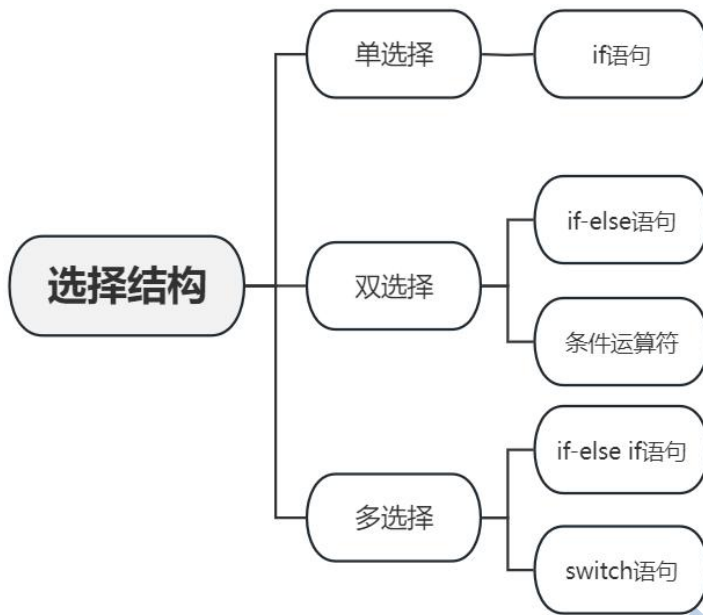 选择结构
单选择
if语句
双选择
if-else语句
条件运算符
多选择
if-else if语句
switch语句